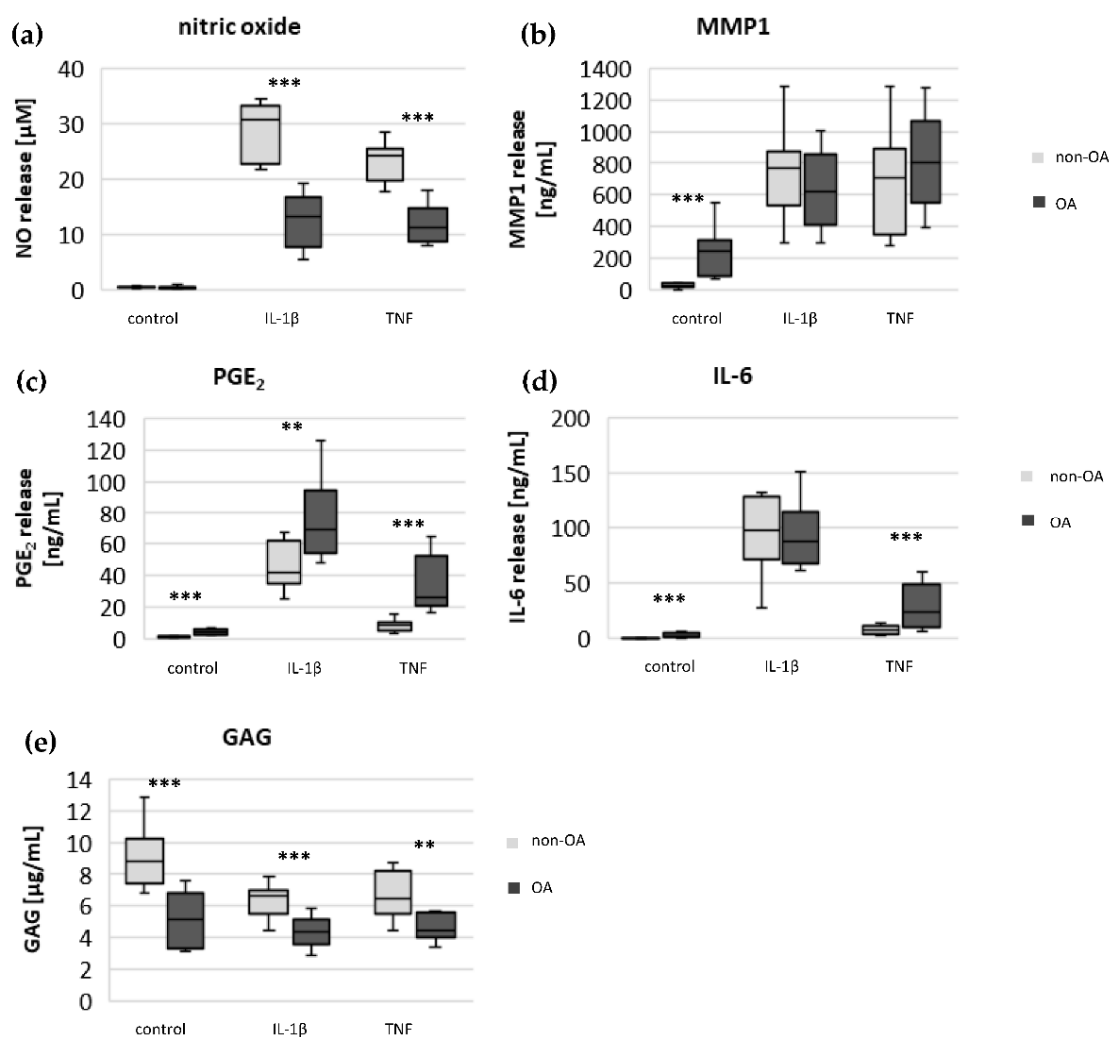 (a) nitric oxide
NO release [µM]
40
30
20
10
0
***
***
control IL-1β TNF
(b) MMP1
MMP1 release
[ng/mL]
1400
1200
1000
800
600
400
200
0
***
control IL-1β TNF
non-OA
OA
(c) PGE₂
PGE₂ release
[ng/mL]
140
120
100
80
60
40
20
0
***
**
***
control IL-1β TNF
(d) IL-6
IL-6 release [ng/mL]
200
150
100
50
0
***
***
control IL-1β TNF
non-OA
OA
(e) GAG
GAG [µg/mL]
14
12
10
8
6
4
2
0
***
***
**
control IL-1β TNF
non-OA
OA